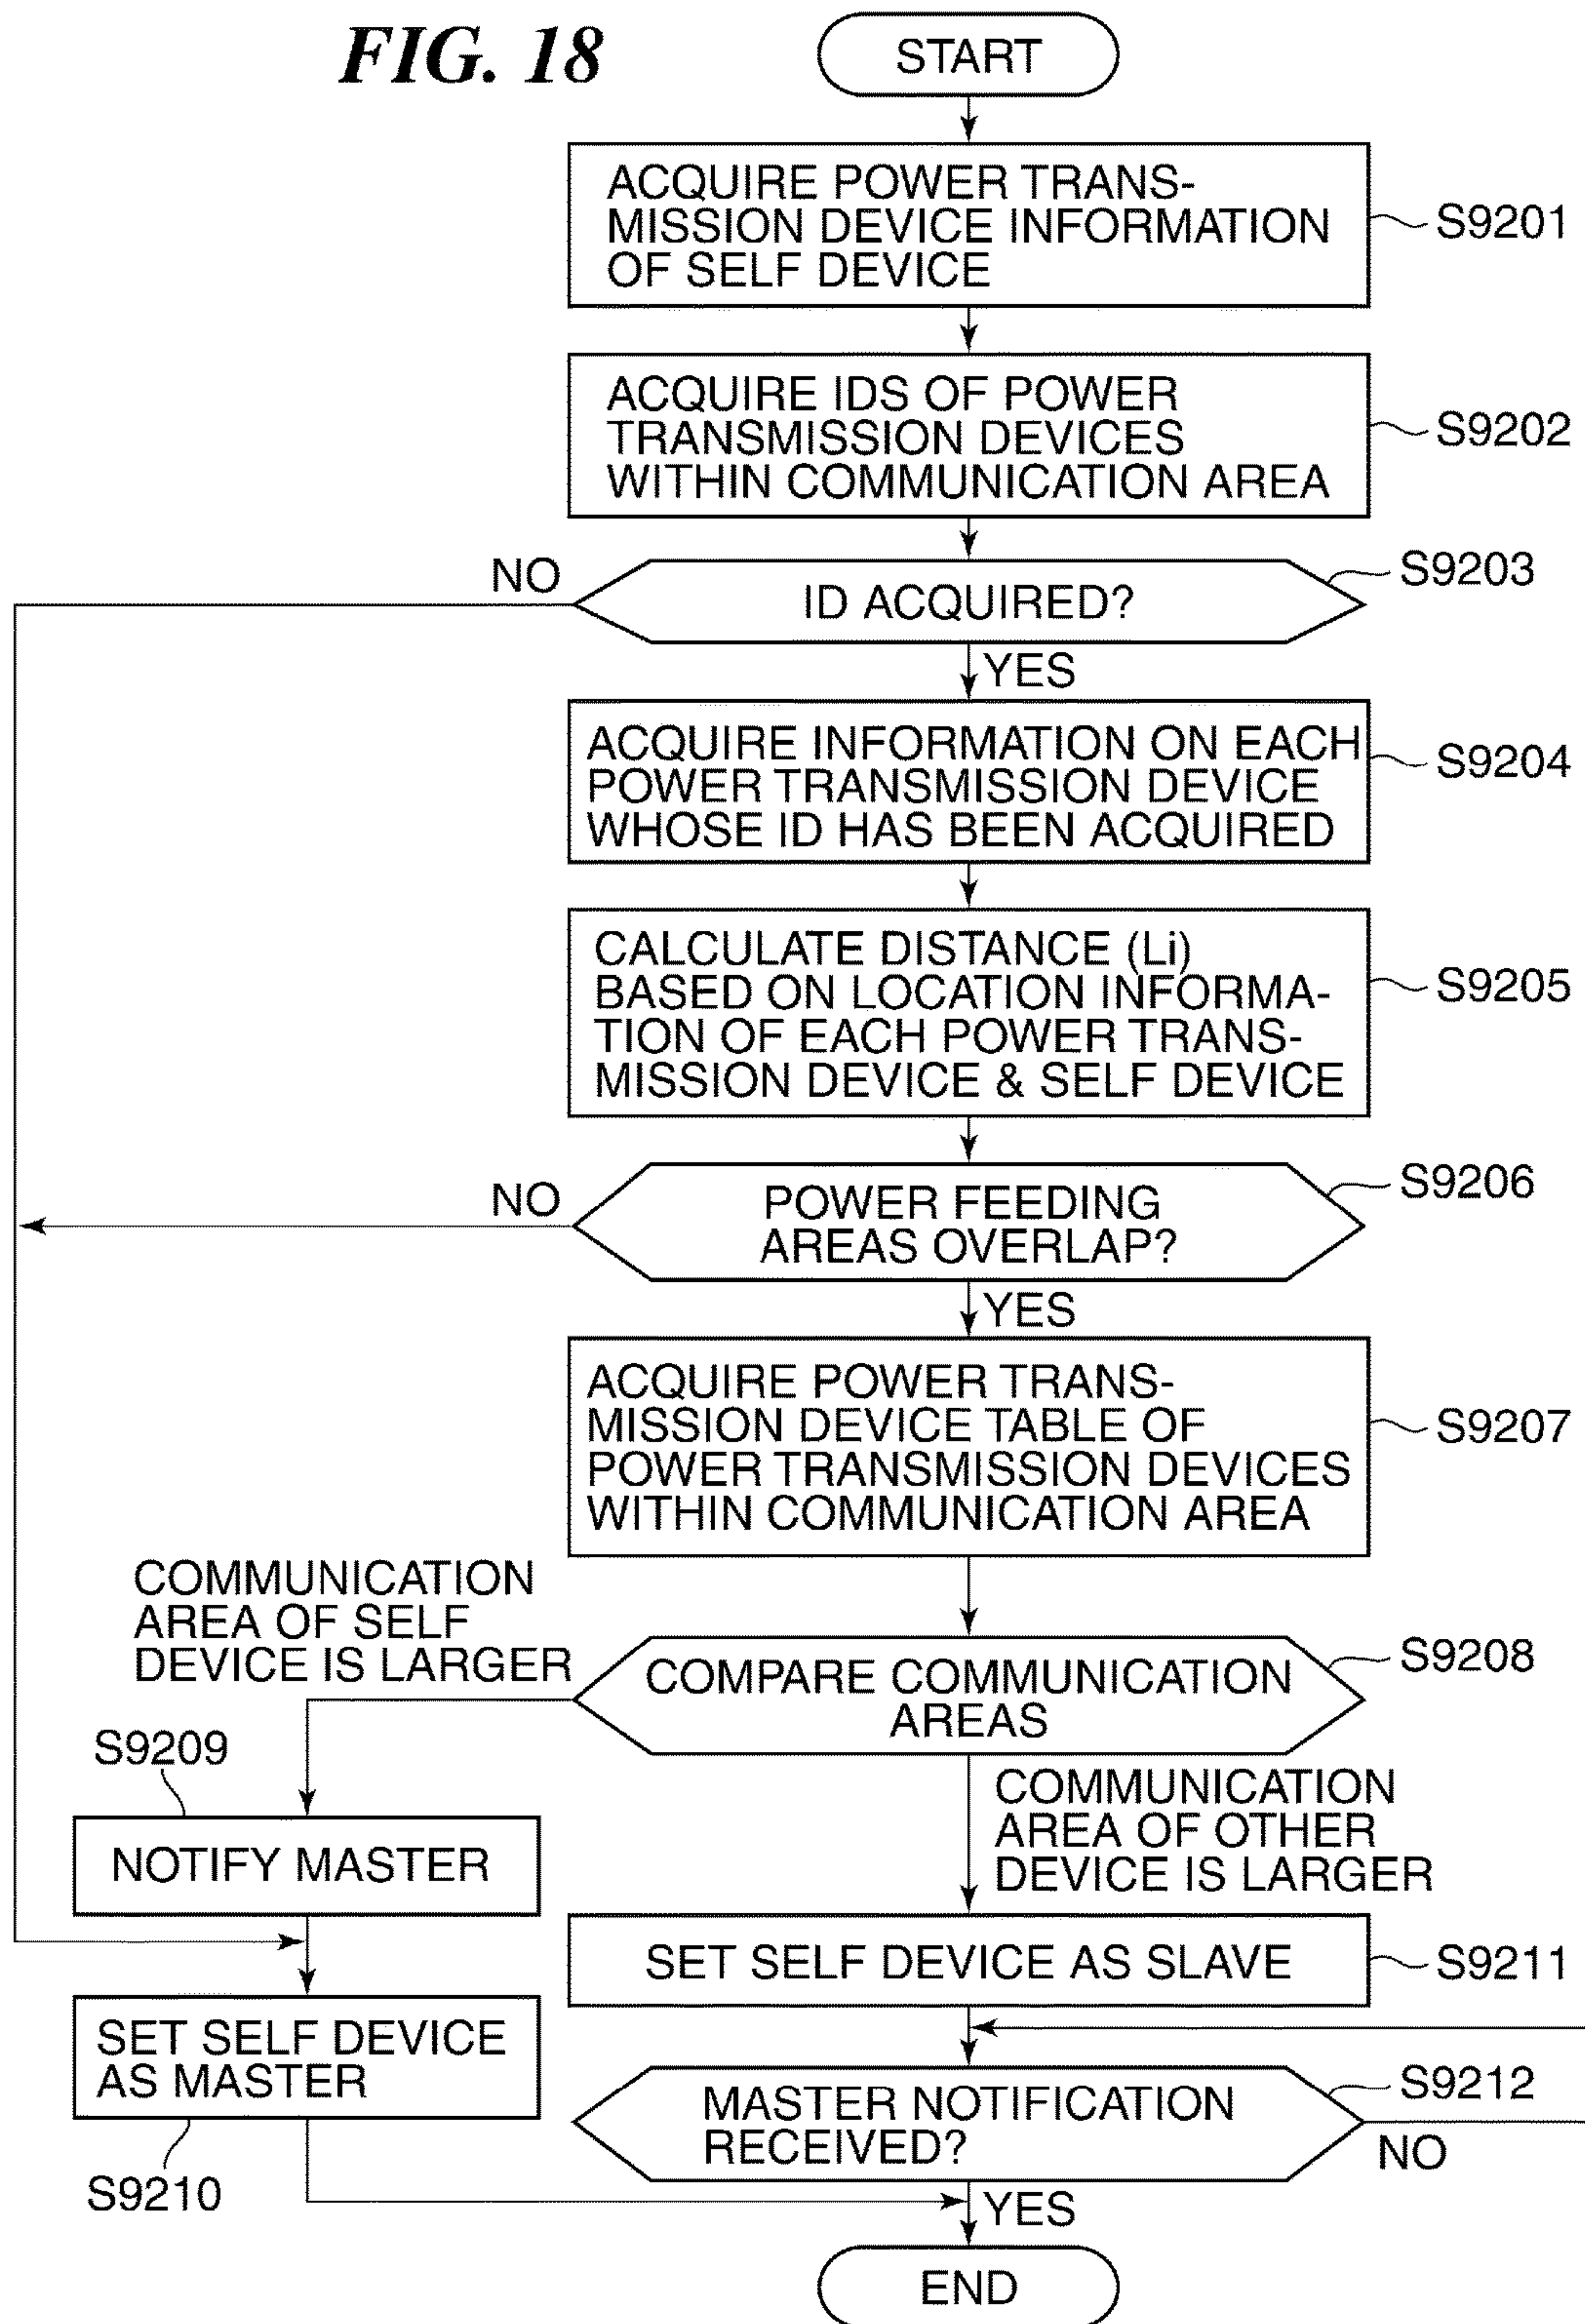 FIG. 18
START
ACQUIRE POWER TRANS-
MISSION DEVICE INFORMATION
OF SELF DEVICE
S9201
ACQUIRE IDS OF POWER
TRANSMISSION DEVICES
WITHIN COMMUNICATION AREA
S9202
NO
ID ACQUIRED?
S9203
YES
ACQUIRE INFORMATION ON EACH
POWER TRANSMISSION DEVICE
WHOSE ID HAS BEEN ACQUIRED
S9204
CALCULATE DISTANCE (Li)
BASED ON LOCATION INFORMA-
TION OF EACH POWER TRANS-
MISSION DEVICE & SELF DEVICE
S9205
NO
POWER FEEDING
AREAS OVERLAP?
S9206
YES
ACQUIRE POWER TRANS-
MISSION DEVICE TABLE OF
POWER TRANSMISSION DEVICES
WITHIN COMMUNICATION AREA
S9207
COMMUNICATION
AREA OF SELF
DEVICE IS LARGER
COMPARE COMMUNICATION
AREAS
S9208
S9209
NOTIFY MASTER
COMMUNICATION
AREA OF OTHER
DEVICE IS LARGER
SET SELF DEVICE AS SLAVE
S9211
SET SELF DEVICE
AS MASTER
S9210
MASTER NOTIFICATION
RECEIVED?
S9212
NO
YES
END